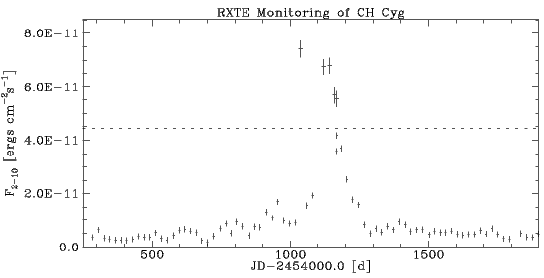 RXTE Monitoring of CH Cyg
8.0E-11
6.0E-11
4.0E-11
2.0E-11
0.0
F2-10 [ergs cm-2s-1]
500 1000 1500
JD-2454000.0 [d]